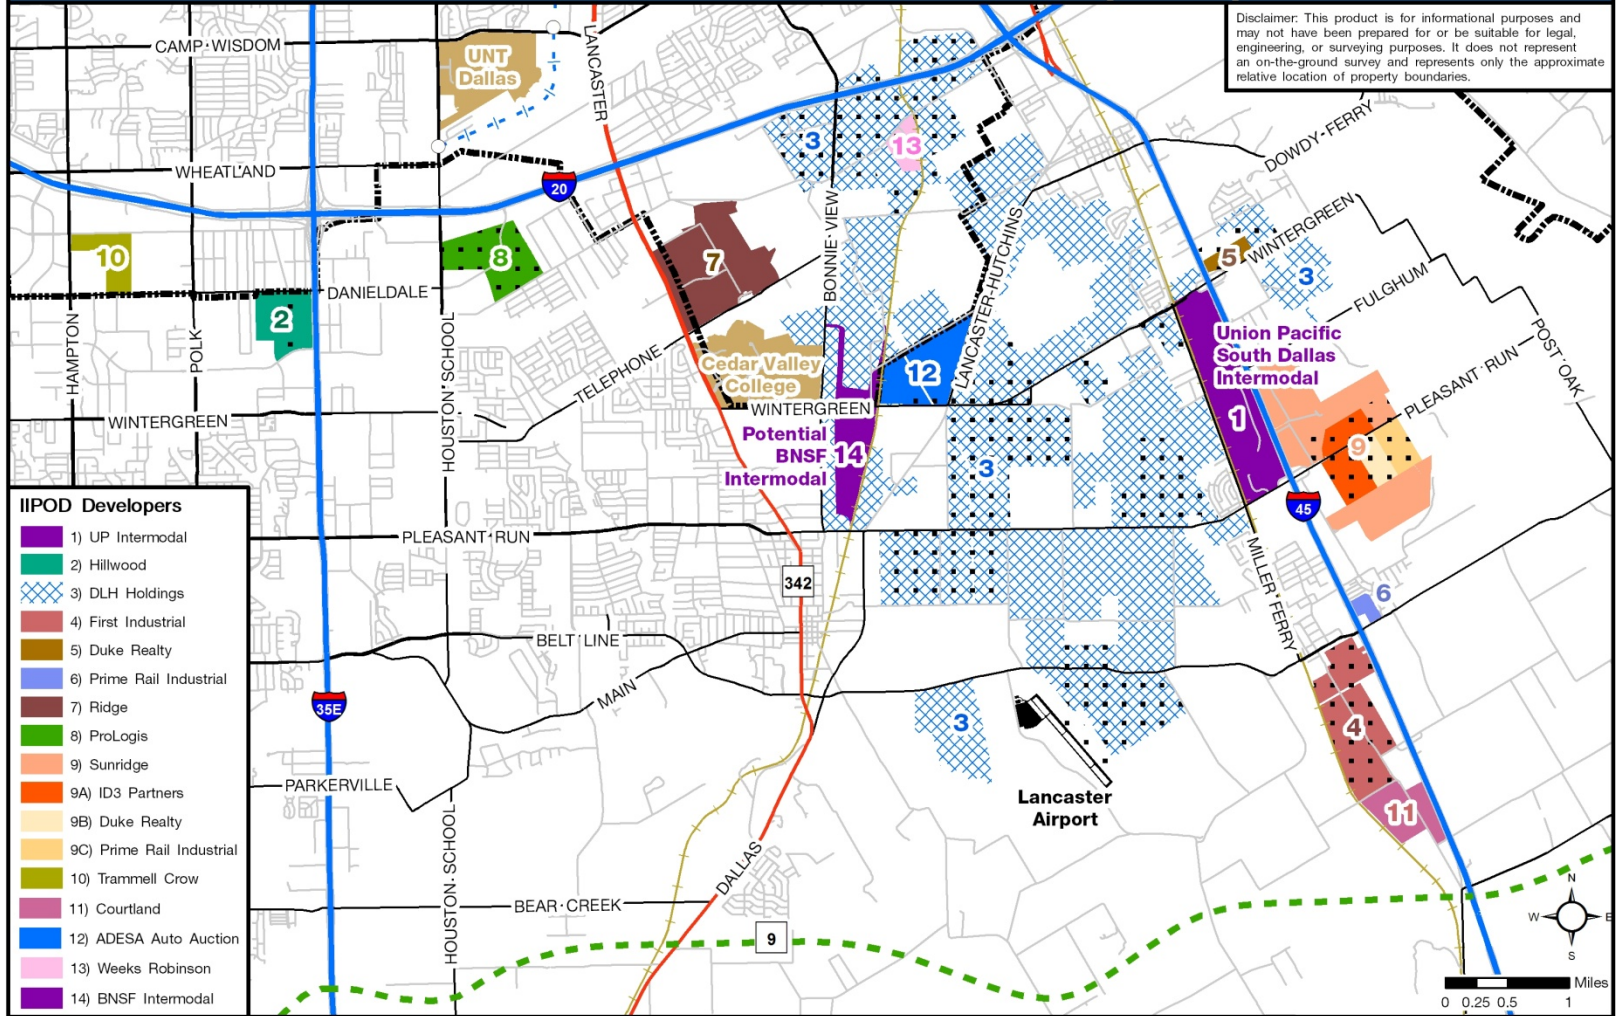 Disclaimer: This product is for informational purposes and
may not have been prepared for or be suitable for legal,
engineering, or surveying purposes. It does not represent
an on-the-ground survey and represents only the approximate
relative location of property boundaries.
CAMP WISDOM
UNT
Dallas
LANCASTER
WHEATLAND
20
3
13
DOWDY-FERRY
BONNIE VIEW
LANCASTER-HUTCHINS
WINTERGREEN
10
8
7
5
3
DANIELDALE
2
FULGHUM
HAMPTON
POLK
HOUSTON SCHOOL
TELEPHONE
Cedar Valley
College
12
Union Pacific
South Dallas
Intermodal
1
POST OAK
PLEASANT RUN
WINTERGREEN
WINTERGREEN
Potential
BNSF
Intermodal
14
3
9
45
PLEASANT RUN
342
MILLER FERRY
6
BELT LINE
MAIN
35E
3
4
PARKERVILLE
Lancaster
Airport
11
HOUSTON SCHOOL
DALLAS
BEAR CREEK
9
IIPOD Developers
1) UP Intermodal
2) Hillwood
3) DLH Holdings
4) First Industrial
5) Duke Realty
6) Prime Rail Industrial
7) Ridge
8) ProLogis
9) Sunridge
9A) ID3 Partners
9B) Duke Realty
9C) Prime Rail Industrial
10) Trammell Crow
11) Courtland
12) ADESA Auto Auction
13) Weeks Robinson
14) BNSF Intermodal
N
W
E
S
Miles
0 0.25 0.5 1